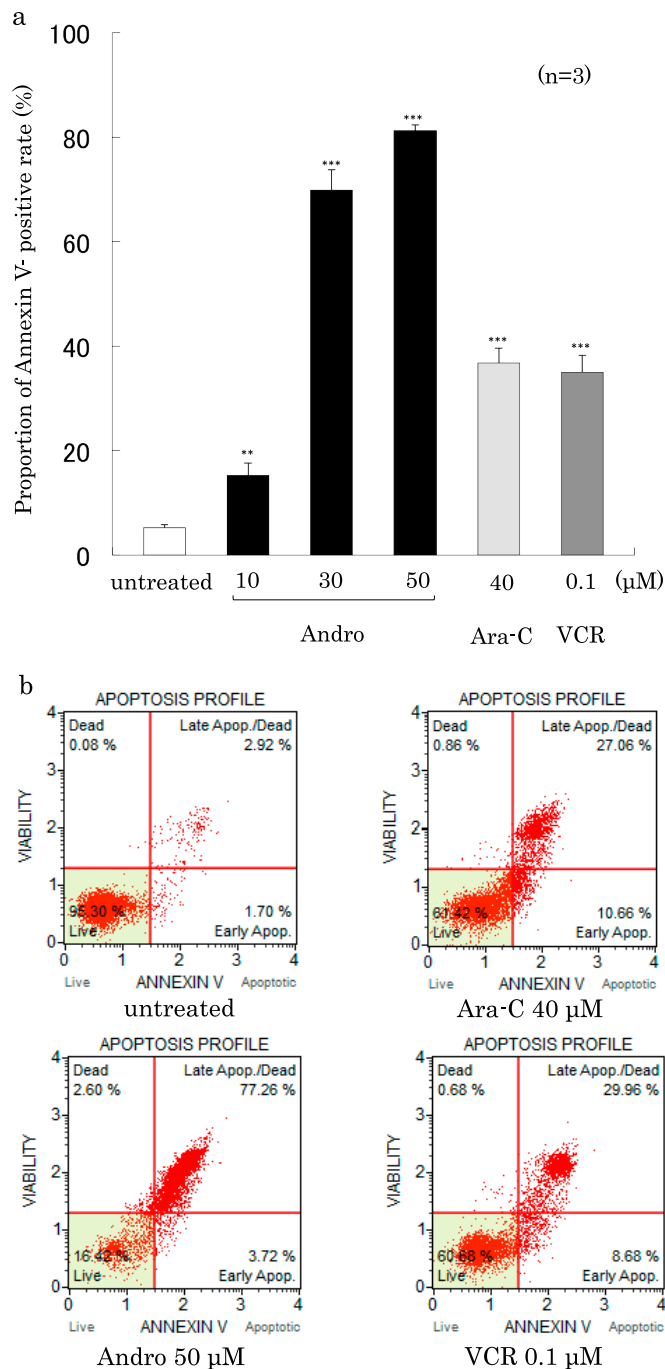 a
Proportion of Annexin V- positive rate (%)
100
80
60
40
20
0
(n=3)
**
***
***
***
***
untreated 10 30 50 40 0.1 (μM)
Andro Ara-C VCR
b
APOPTOSIS PROFILE
4
3
2
1
0
VIABILITY
Dead
0.08 %
Late Apop./Dead
2.92 %
95.30 %
Live
1.70 %
Early Apop.
0 1 2 3 4
Live ANNEXIN V Apoptotic
untreated
APOPTOSIS PROFILE
4
3
2
1
0
VIABILITY
Dead
0.86 %
Late Apop./Dead
27.06 %
61.42 %
Live
10.66 %
Early Apop.
0 1 2 3 4
Live ANNEXIN V Apoptotic
Ara-C 40 μM
APOPTOSIS PROFILE
4
3
2
1
0
VIABILITY
Dead
2.60 %
Late Apop./Dead
77.26 %
16.42 %
Live
3.72 %
Early Apop.
0 1 2 3 4
Live ANNEXIN V Apoptotic
Andro 50 μM
APOPTOSIS PROFILE
4
3
2
1
0
VIABILITY
Dead
0.68 %
Late Apop./Dead
29.96 %
60.68 %
Live
8.68 %
Early Apop.
0 1 2 3 4
Live ANNEXIN V Apoptotic
VCR 0.1 μM